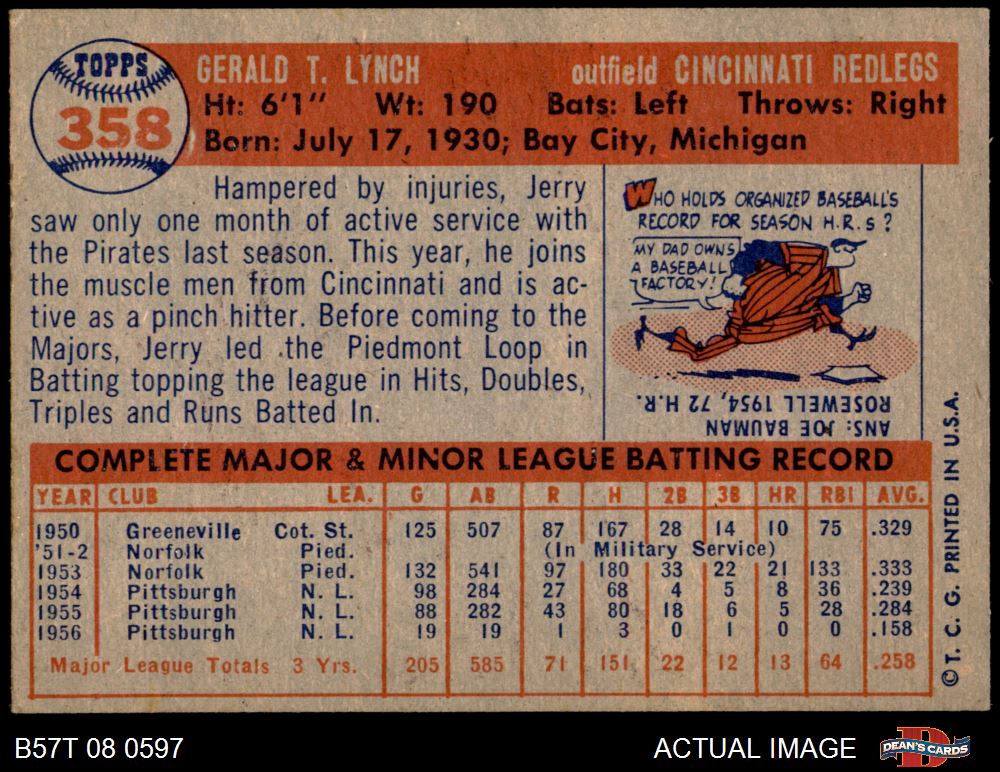 TOPPS
358
GERALD T. LYNCH outfield CINCINNATI REDLEGS
Ht: 6'1" Wt: 190 Bats: Left Throws: Right
Born: July 17, 1930; Bay City, Michigan
Hampered by injuries, Jerry
saw only one month of active service with
the Pirates last season. This year, he joins
the muscle men from Cincinnati and is ac-
tive as a pinch hitter. Before coming to the
Majors, Jerry led the Piedmont Loop in
Batting topping the league in Hits, Doubles,
Triples and Runs Batted In.
WHO HOLDS ORGANIZED BASEBALL'S
RECORD FOR SEASON H.R.S?
MY DAD OWNS
A BASEBALL
FACTORY!
ANS: JOE BAUMAN
ROSEWELL 1954, 72 H.R.
COMPLETE MAJOR & MINOR LEAGUE BATTING RECORD
YEAR CLUB LEA. G AB R H 2B 3B HR RBI AVG.
1950 Greeneville Cot. St. 125 507 87 167 28 14 10 75 .329
'51-2 Norfolk Pied. (In Military Service)
1953 Norfolk Pied. 132 541 97 180 33 22 21 133 .333
1954 Pittsburgh N. L. 98 284 27 68 4 5 8 36 .239
1955 Pittsburgh N. L. 88 282 43 80 18 6 5 28 .284
1956 Pittsburgh N. L. 19 19 1 3 0 1 0 0 .158
Major League Totals 3 Yrs. 205 585 71 151 22 12 13 64 .258
©T. C. G. PRINTED IN U.S.A.
B57T 08 0597 ACTUAL IMAGE
DEAN'S CARDS